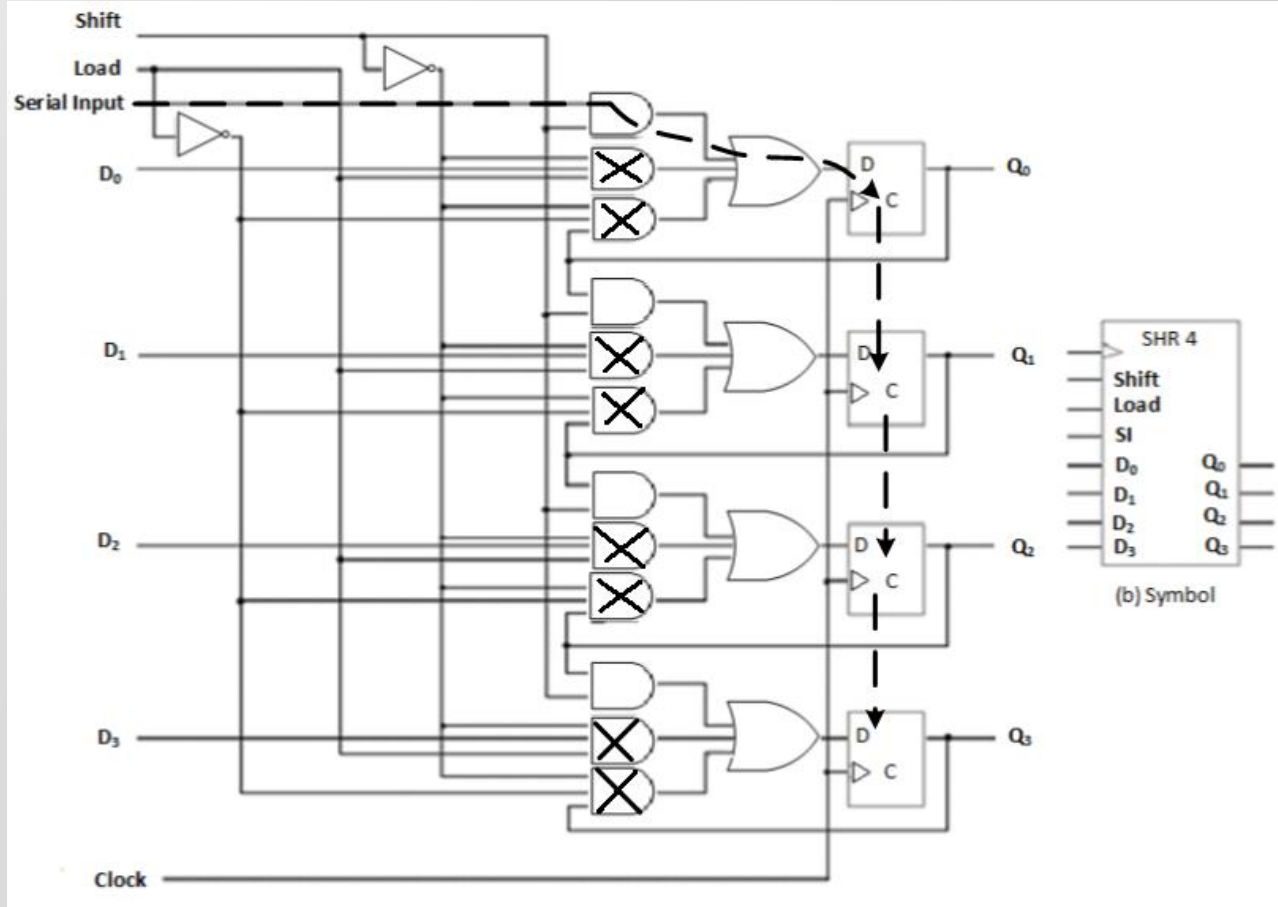 Shift
Load
Serial Input
D₀
D
C
Q₀
D₁
D
C
Q₁
D₂
D
C
Q₂
D₃
D
C
Q₃
Clock
SHR 4
Shift
Load
SI
D₀ Q₀
D₁ Q₁
D₂ Q₂
D₃ Q₃
(b) Symbol